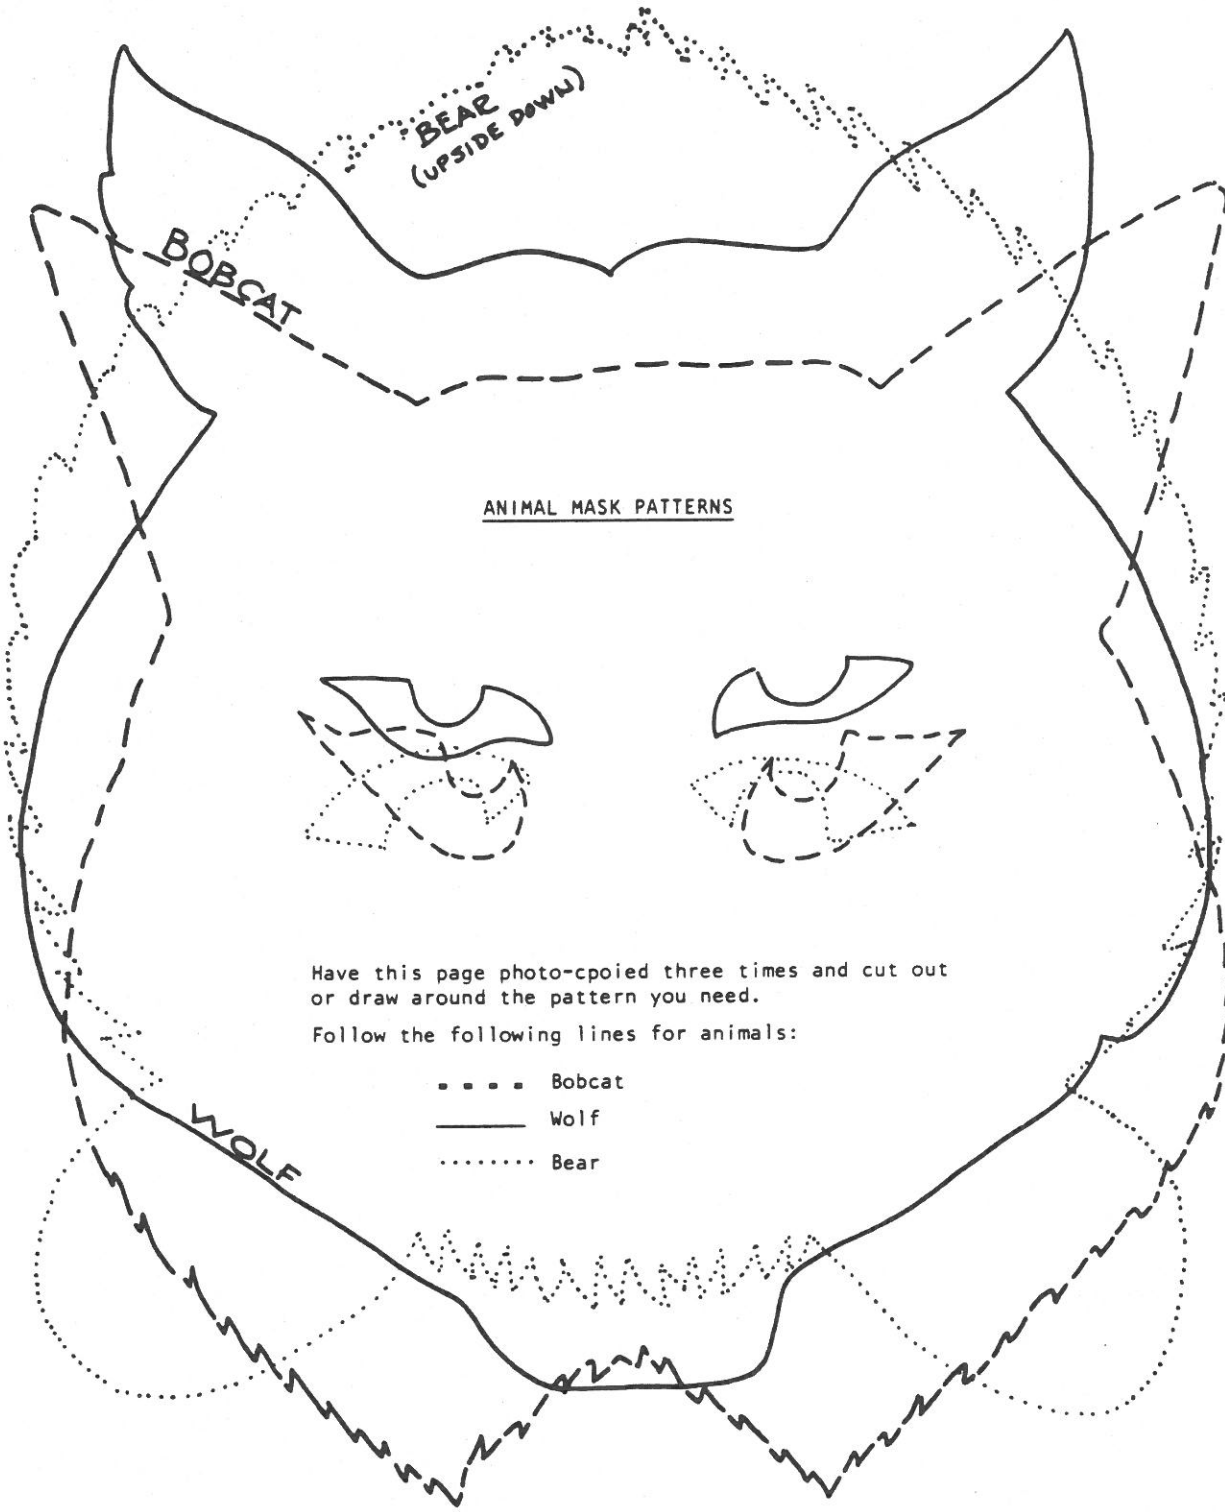 BEAR
(UPSIDE DOWN)
BOBCAT
ANIMAL MASK PATTERNS
Have this page photo-cpoied three times and cut out
or draw around the pattern you need.
Follow the following lines for animals:
Bobcat
Wolf
Bear
WOLF